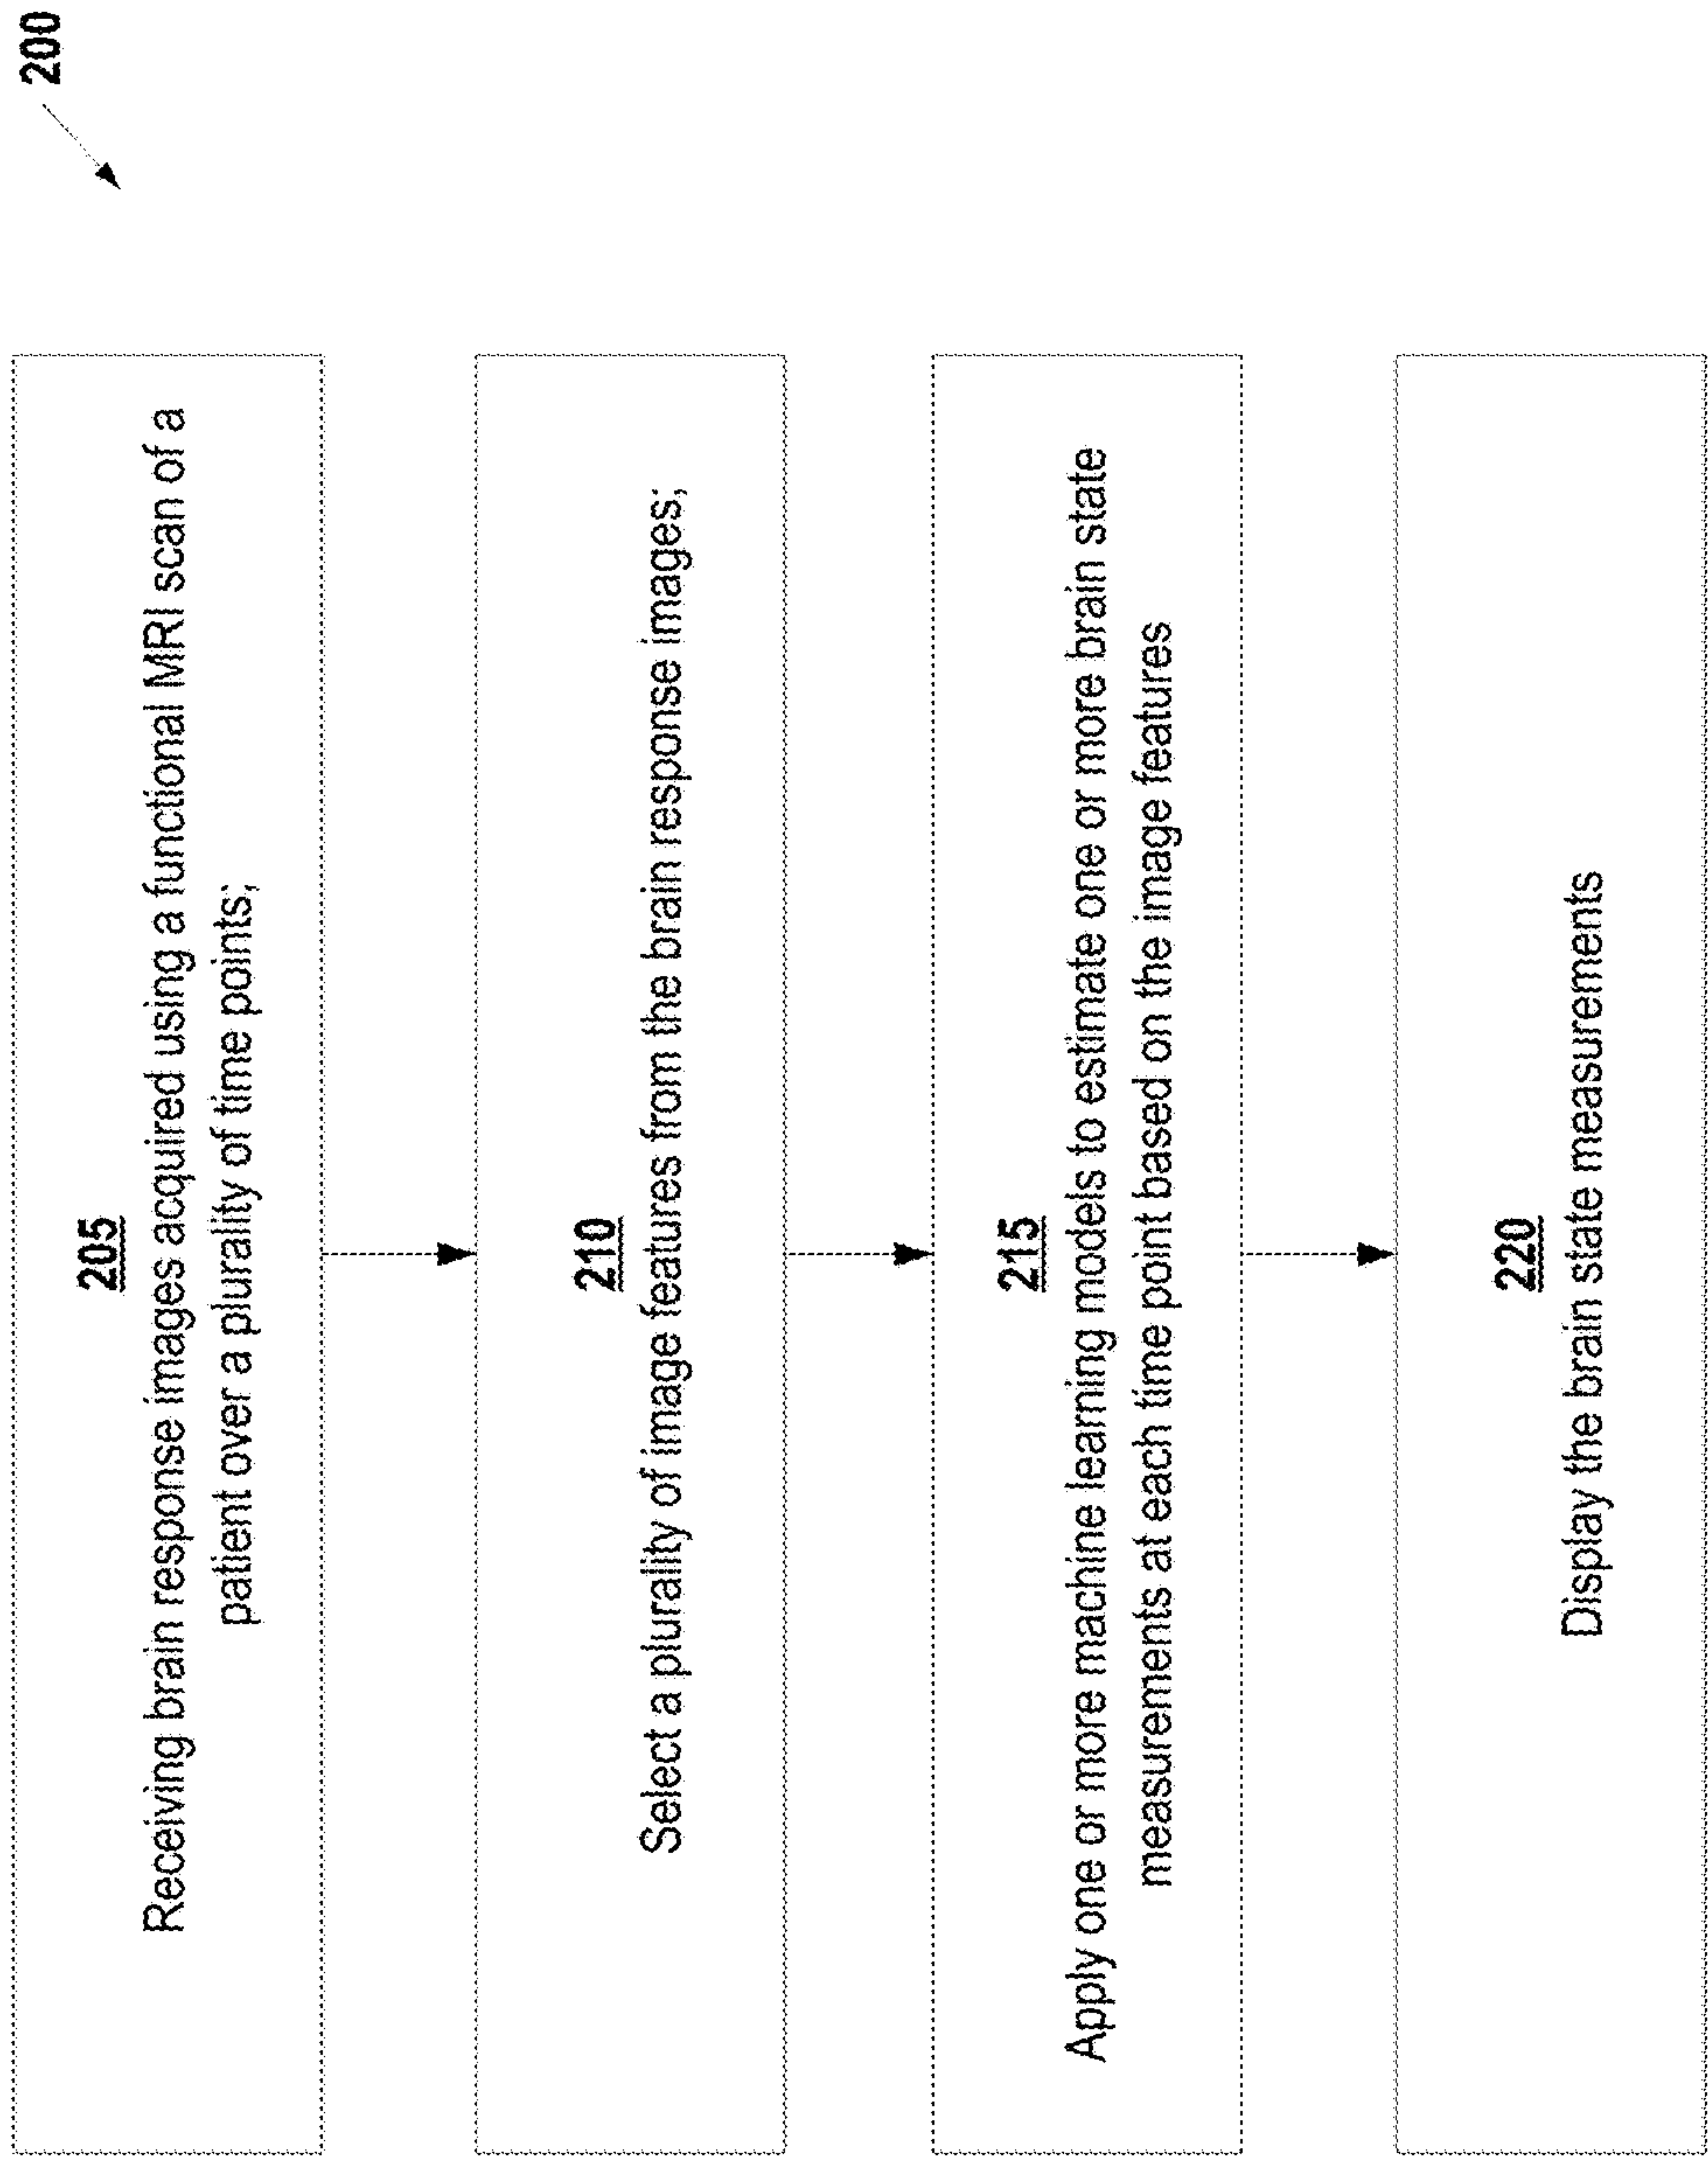 200
205
Receiving brain response images acquired using a functional MRI scan of a
patient over a plurality of time points;
210
Select a plurality of image features from the brain response images;
215
Apply one or more machine learning models to estimate one or more brain state
measurements at each time point based on the image features
220
Display the brain state measurements